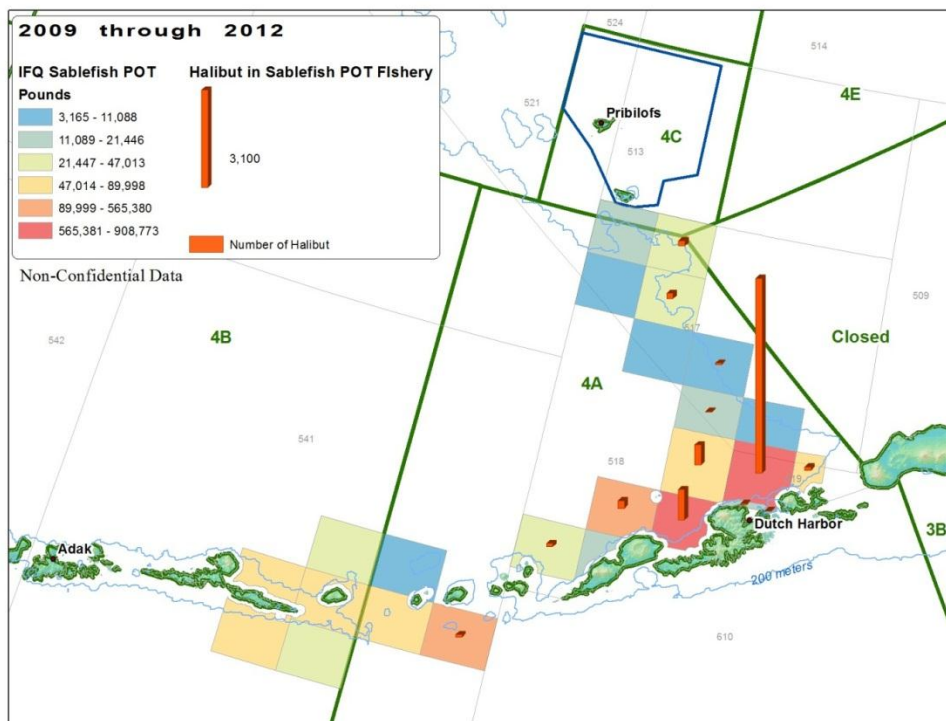 2009 through 2012
IFQ Sablefish POT
Pounds
3,165 - 11,088
11,089 - 21,446
21,447 - 47,013
47,014 - 89,998
89,999 - 565,380
565,381 - 908,773
Halibut in Sablefish POT FIshery
3,100
Number of Halibut
Non-Confidential Data
524
514
521
4E
Pribilofs
4C
513
509
517
Closed
542
4B
4A
541
518
519
Dutch Harbor
3B
Adak
200 meters
610